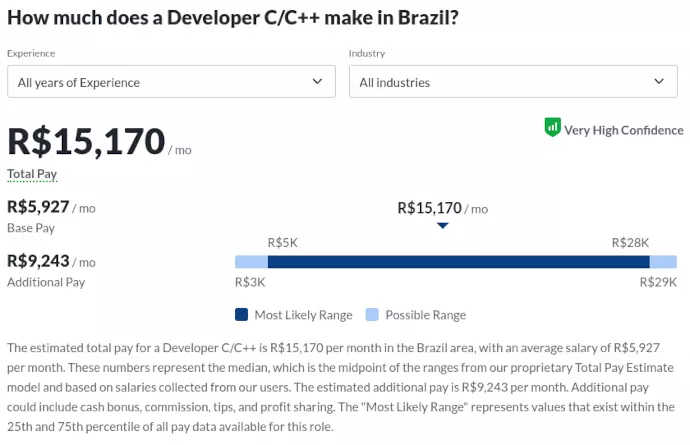 How much does a Developer C/C++ make in Brazil?
Experience
Industry
All years of Experience
All industries
R$15,170 / mo
Very High Confidence
Total Pay
R$5,927 / mo
Base Pay
R$15,170 / mo
R$9,243 / mo
Additional Pay
R$5K
R$28K
R$3K
R$29K
Most Likely Range
Possible Range
The estimated total pay for a Developer C/C++ is R$15,170 per month in the Brazil area, with an average salary of R$5,927
per month. These numbers represent the median, which is the midpoint of the ranges from our proprietary Total Pay Estimate
model and based on salaries collected from our users. The estimated additional pay is R$9,243 per month. Additional pay
could include cash bonus, commission, tips, and profit sharing. The "Most Likely Range" represents values that exist within the
25th and 75th percentile of all pay data available for this role.